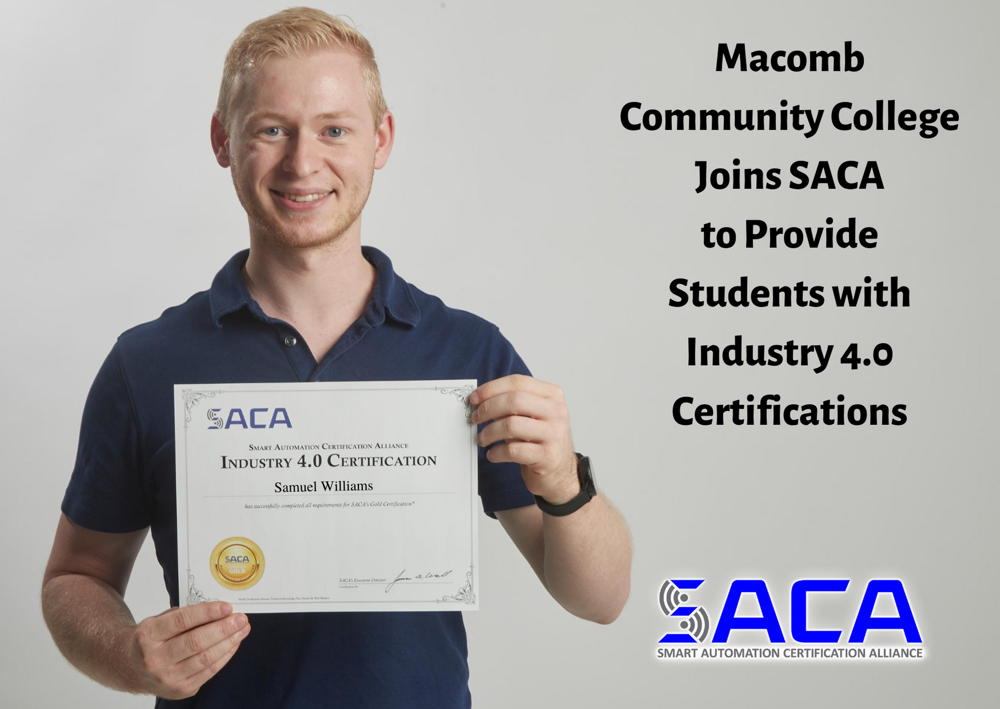 Macomb
Community College
Joins SACA
to Provide
Students with
Industry 4.0
Certifications
SACA
SMART AUTOMATION CERTIFICATION ALLIANCE
INDUSTRY 4.0 CERTIFICATION
Samuel Williams
has successfully completed all requirements for SACA's Gold Certification*
SACA
GOLD
SACA's Executive Director:
Certification No.
*Gold Certification Denotes Technical Knowledge Plus Hands-On Skill Mastery
SACA
SMART AUTOMATION CERTIFICATION ALLIANCE